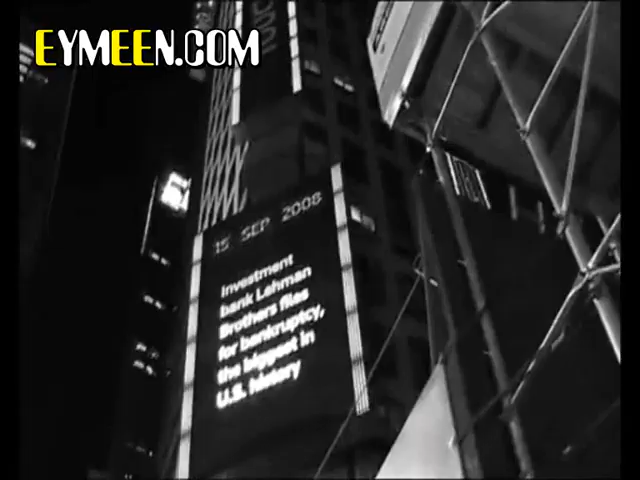 EYMEEN.COM
15 SEP 2008
Investment
bank Lehman
Brothers files
for bankruptcy,
the biggest in
U.S. history